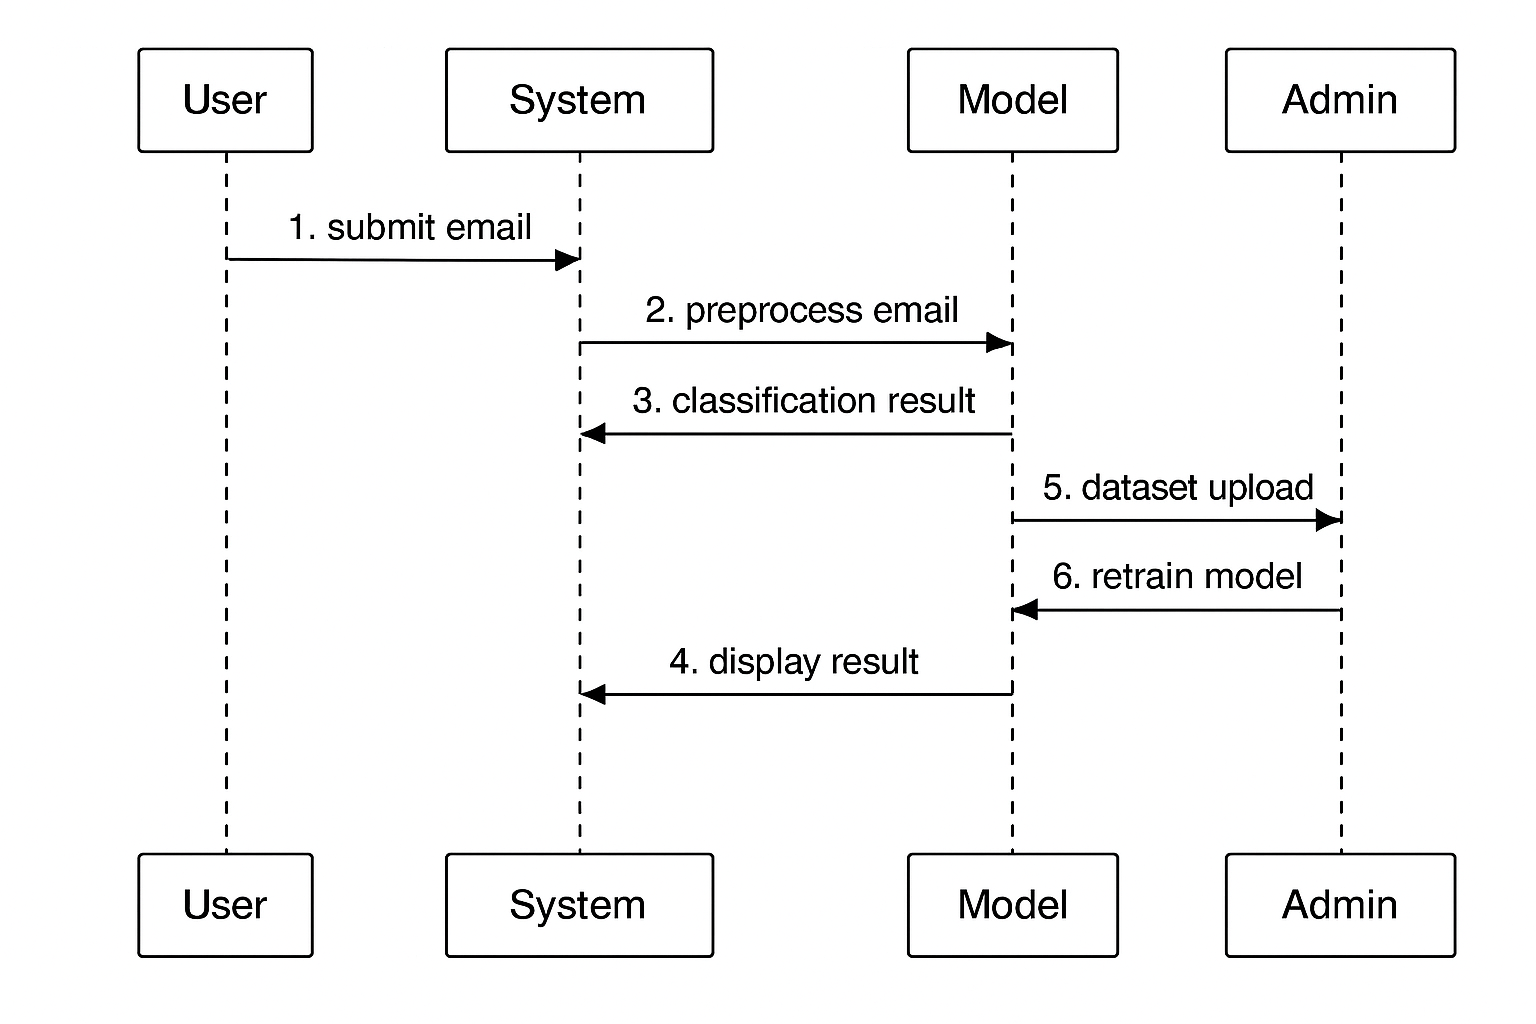 User
System
Model
Admin
1. submit email
2. preprocess email
3. classification result
5. dataset upload
6. retrain model
4. display result
User
System
Model
Admin